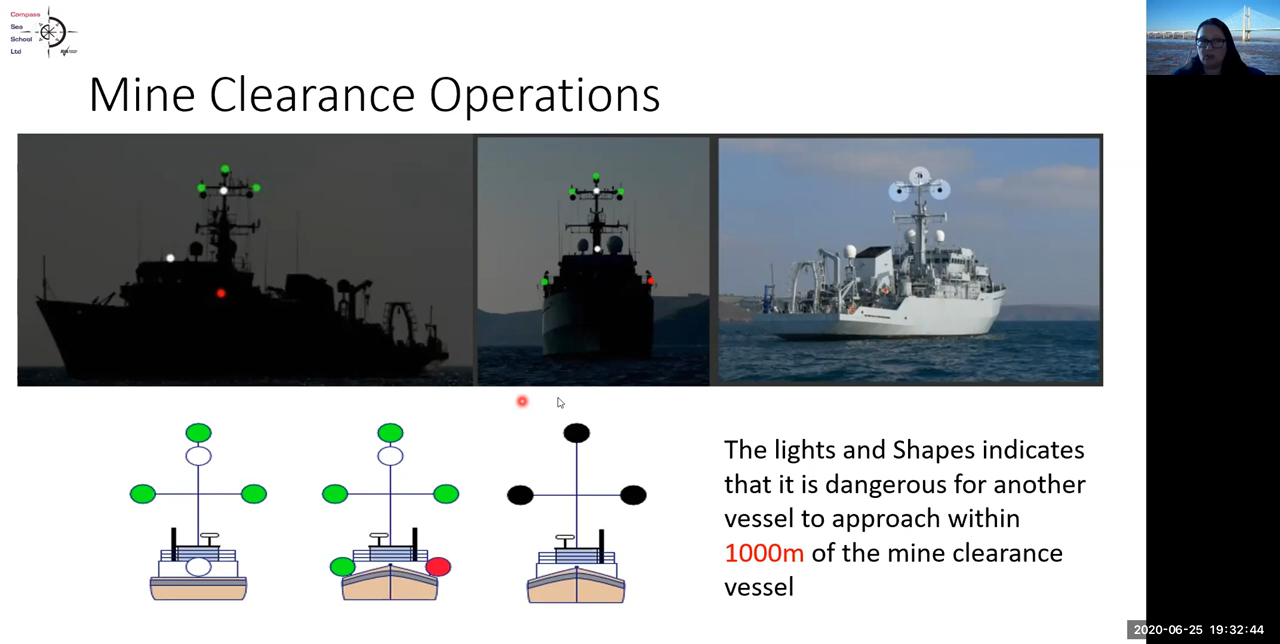 Compass
Sea
School
Ltd
Mine Clearance Operations
The lights and Shapes indicates
that it is dangerous for another
vessel to approach within
1000m of the mine clearance
vessel
2020-06-25 19:32:44